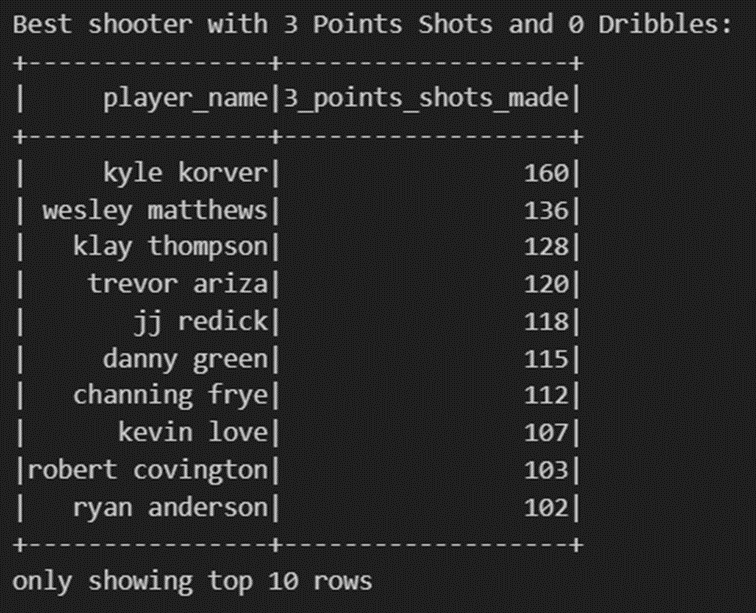 Best shooter with 3 Points Shots and 0 Dribbles:
+----------------+-------------------+
|     player_name|3_points_shots_made|
+----------------+-------------------+
|     kyle korver|                160|
| wesley matthews|                136|
|   klay thompson|                128|
|    trevor ariza|                120|
|       jj redick|                118|
|     danny green|                115|
|   channing frye|                112|
|      kevin love|                107|
|robert covington|                103|
|   ryan anderson|                102|
+----------------+-------------------+
only showing top 10 rows